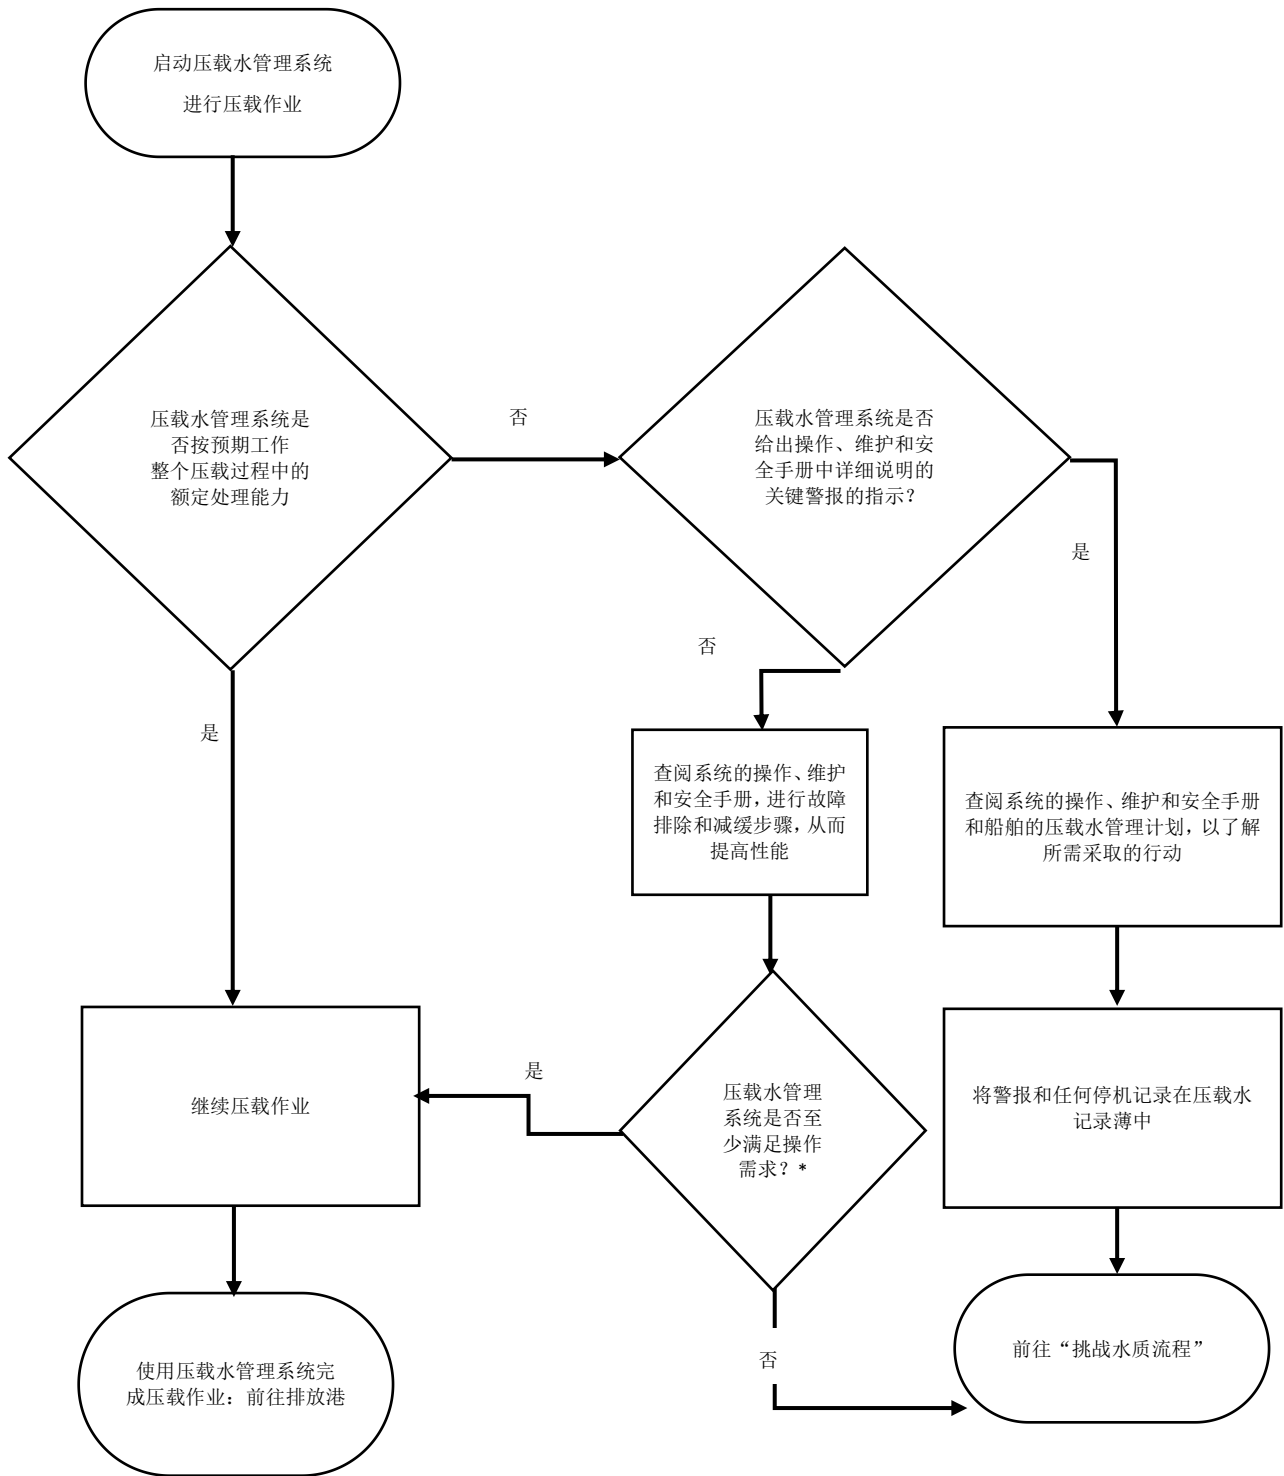 启动压载水管理系统
进行压载作业
压载水管理系统是
否按预期工作
整个压载过程中的
额定处理能力
否
压载水管理系统是否
给出操作、维护和安
全手册中详细说明的
关键警报的指示？
是
否
是
查阅系统的操作、维护
和安全手册，进行故障
排除和减缓步骤，从而
提高性能
查阅系统的操作、维护和安全手册
和船舶的压载水管理计划，以了解
所需采取的行动
继续压载作业
是
压载水管理
系统是否至
少满足操作
需求？*
将警报和任何停机记录在压载水
记录薄中
否
使用压载水管理系统完
成压载作业：前往排放港
前往“挑战水质流程”